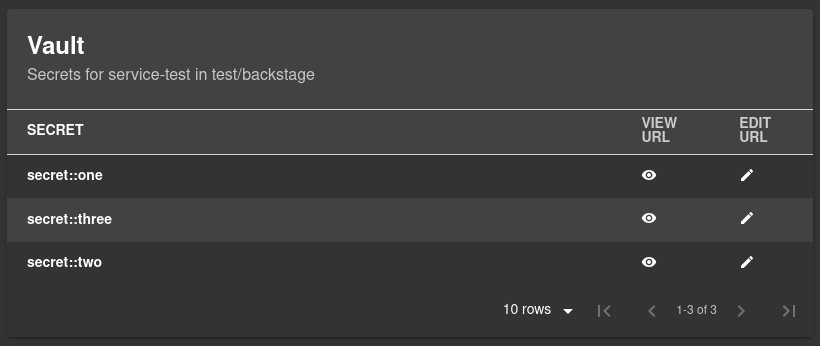 Vault
Secrets for service-test in test/backstage
SECRET
VIEW URL
EDIT URL
secret::one
secret::three
secret::two
10 rows
1-3 of 3